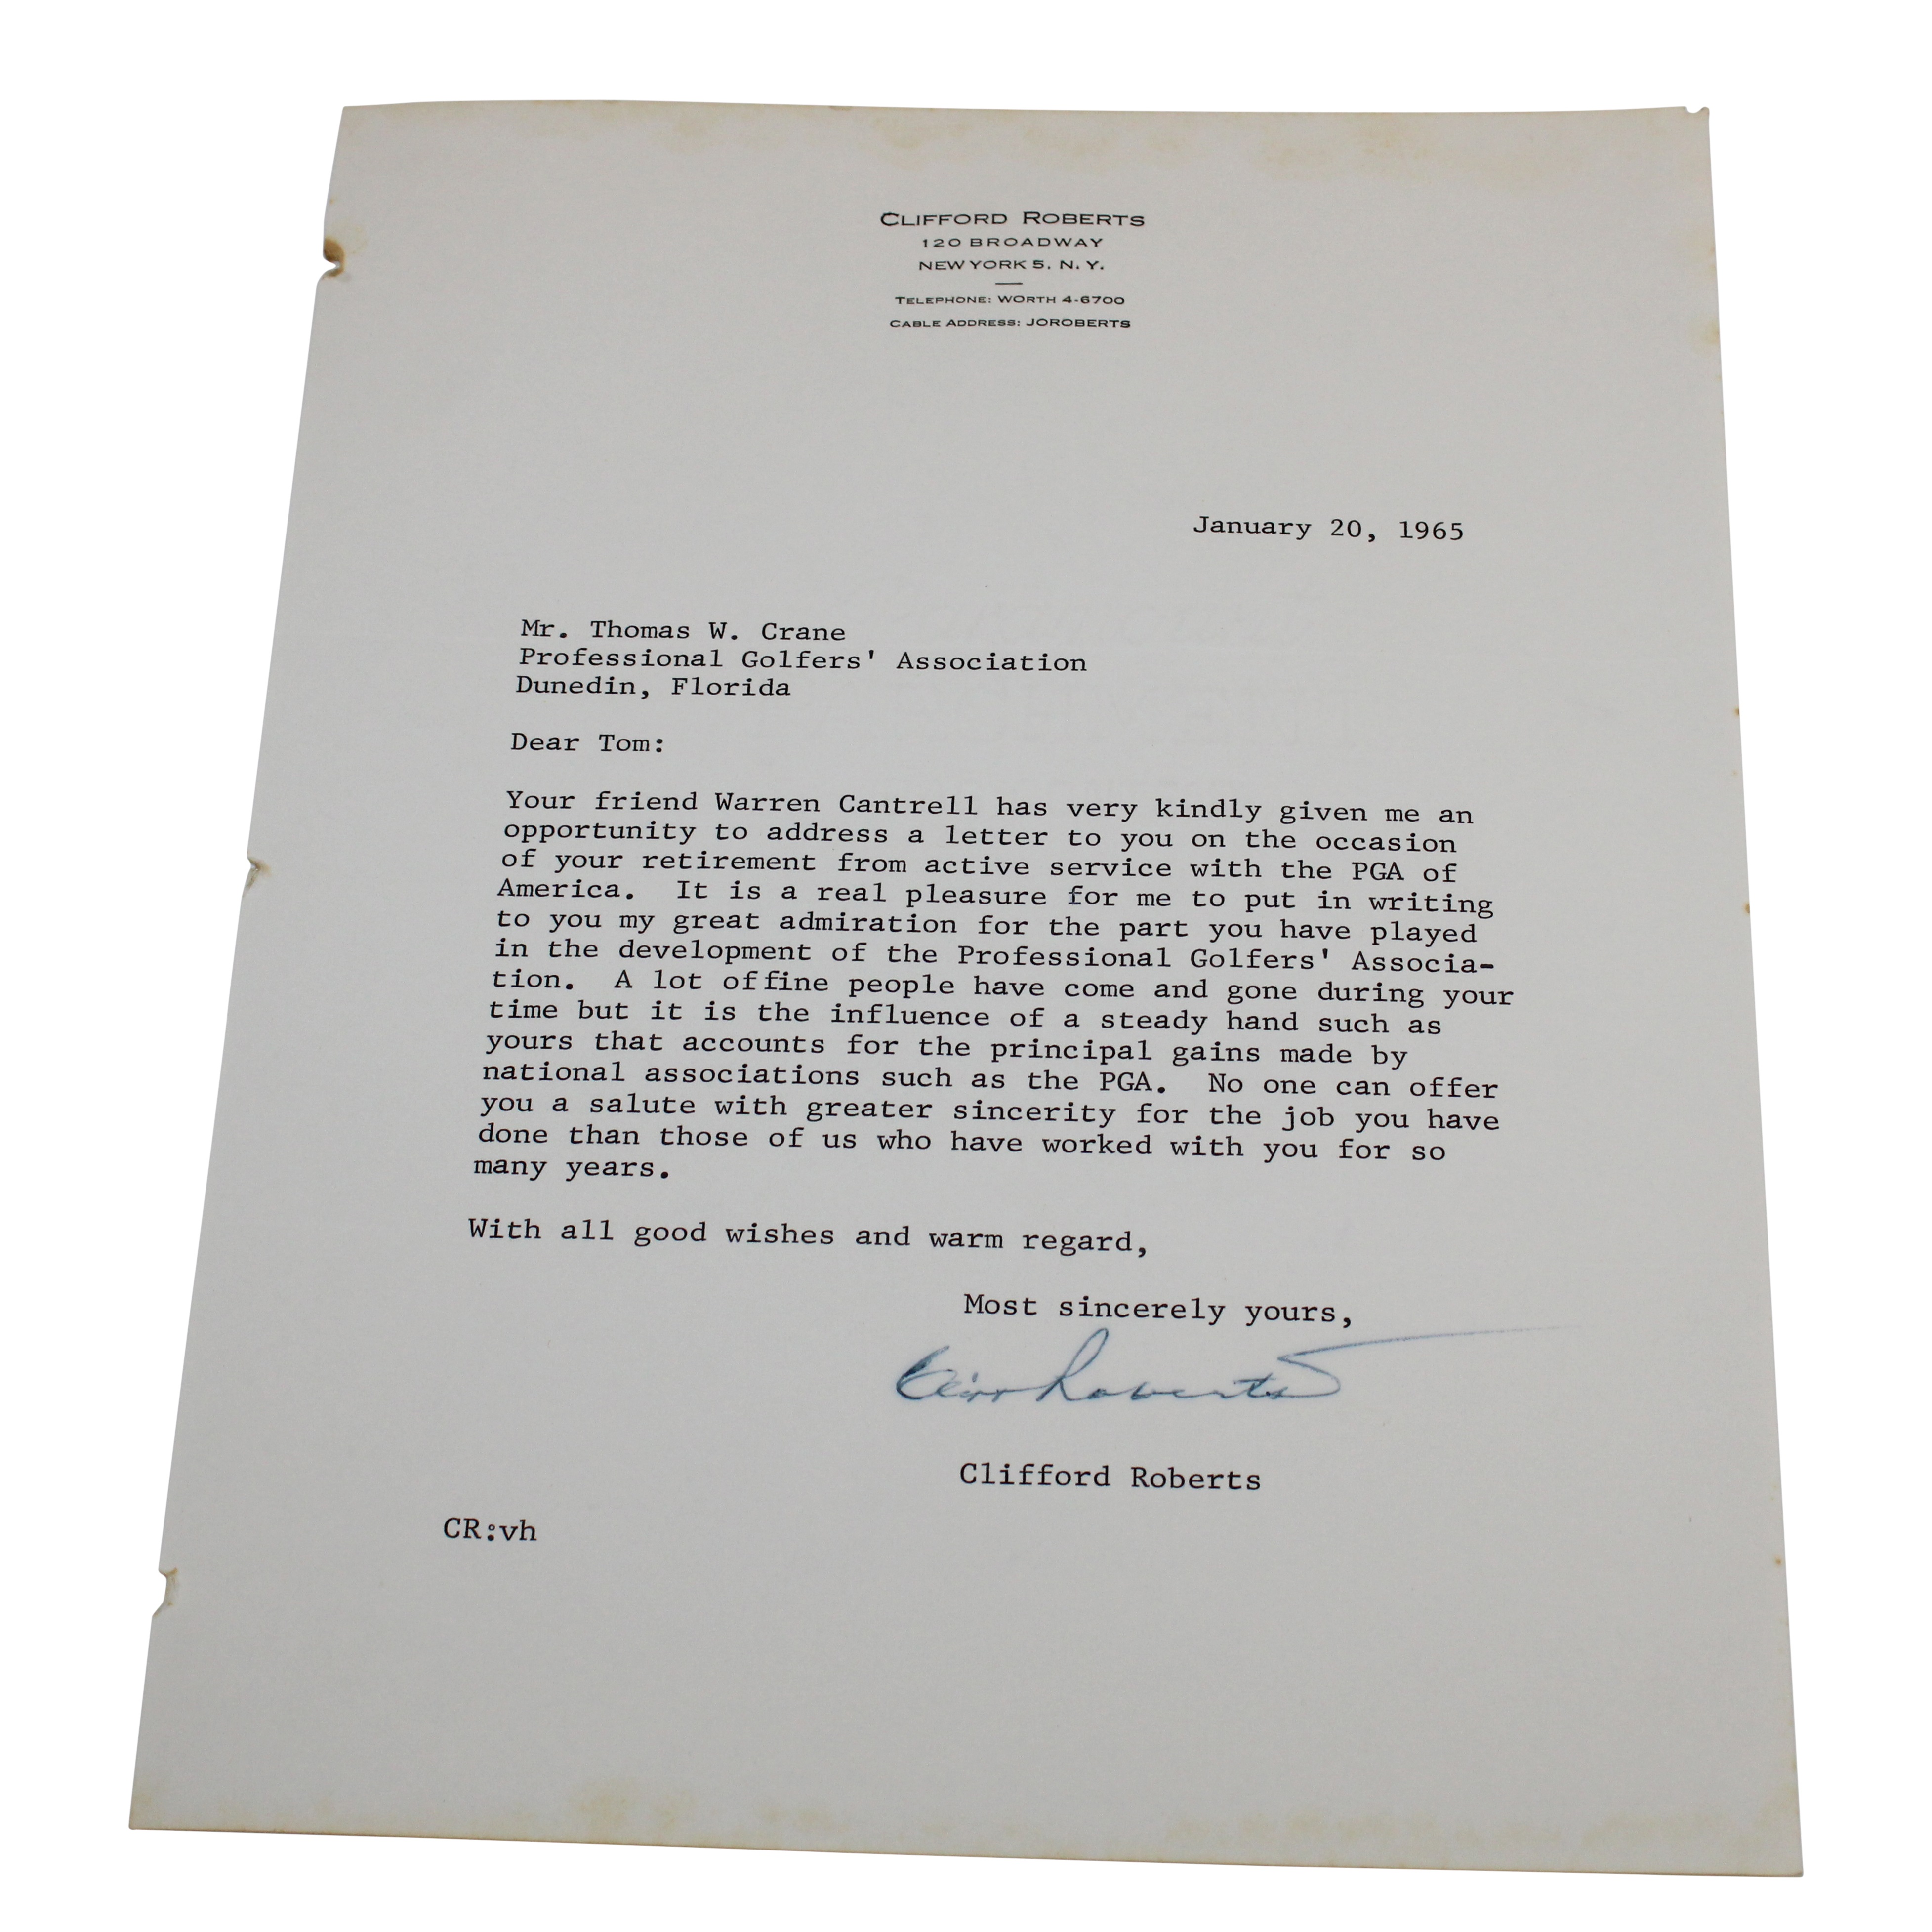 CLIFFORD ROBERTS
120 BROADWAY
NEW YORK 5, N. Y.
TELEPHONE: WORTH 4-6700
CABLE ADDRESS: JOROBERTS
January 20, 1965
Mr. Thomas W. Crane
Professional Golfers' Association
Dunedin, Florida
Dear Tom:
Your friend Warren Cantrell has very kindly given me an
opportunity to address a letter to you on the occasion
of your retirement from active service with the PGA of
America.  It is a real pleasure for me to put in writing
to you my great admiration for the part you have played
in the development of the Professional Golfers' Associa-
tion.  A lot of fine people have come and gone during your
time but it is the influence of a steady hand such as
yours that accounts for the principal gains made by
national associations such as the PGA.  No one can offer
you a salute with greater sincerity for the job you have
done than those of us who have worked with you for so
many years.
With all good wishes and warm regard,
Most sincerely yours,
Cliff Roberts
Clifford Roberts
CR:vh